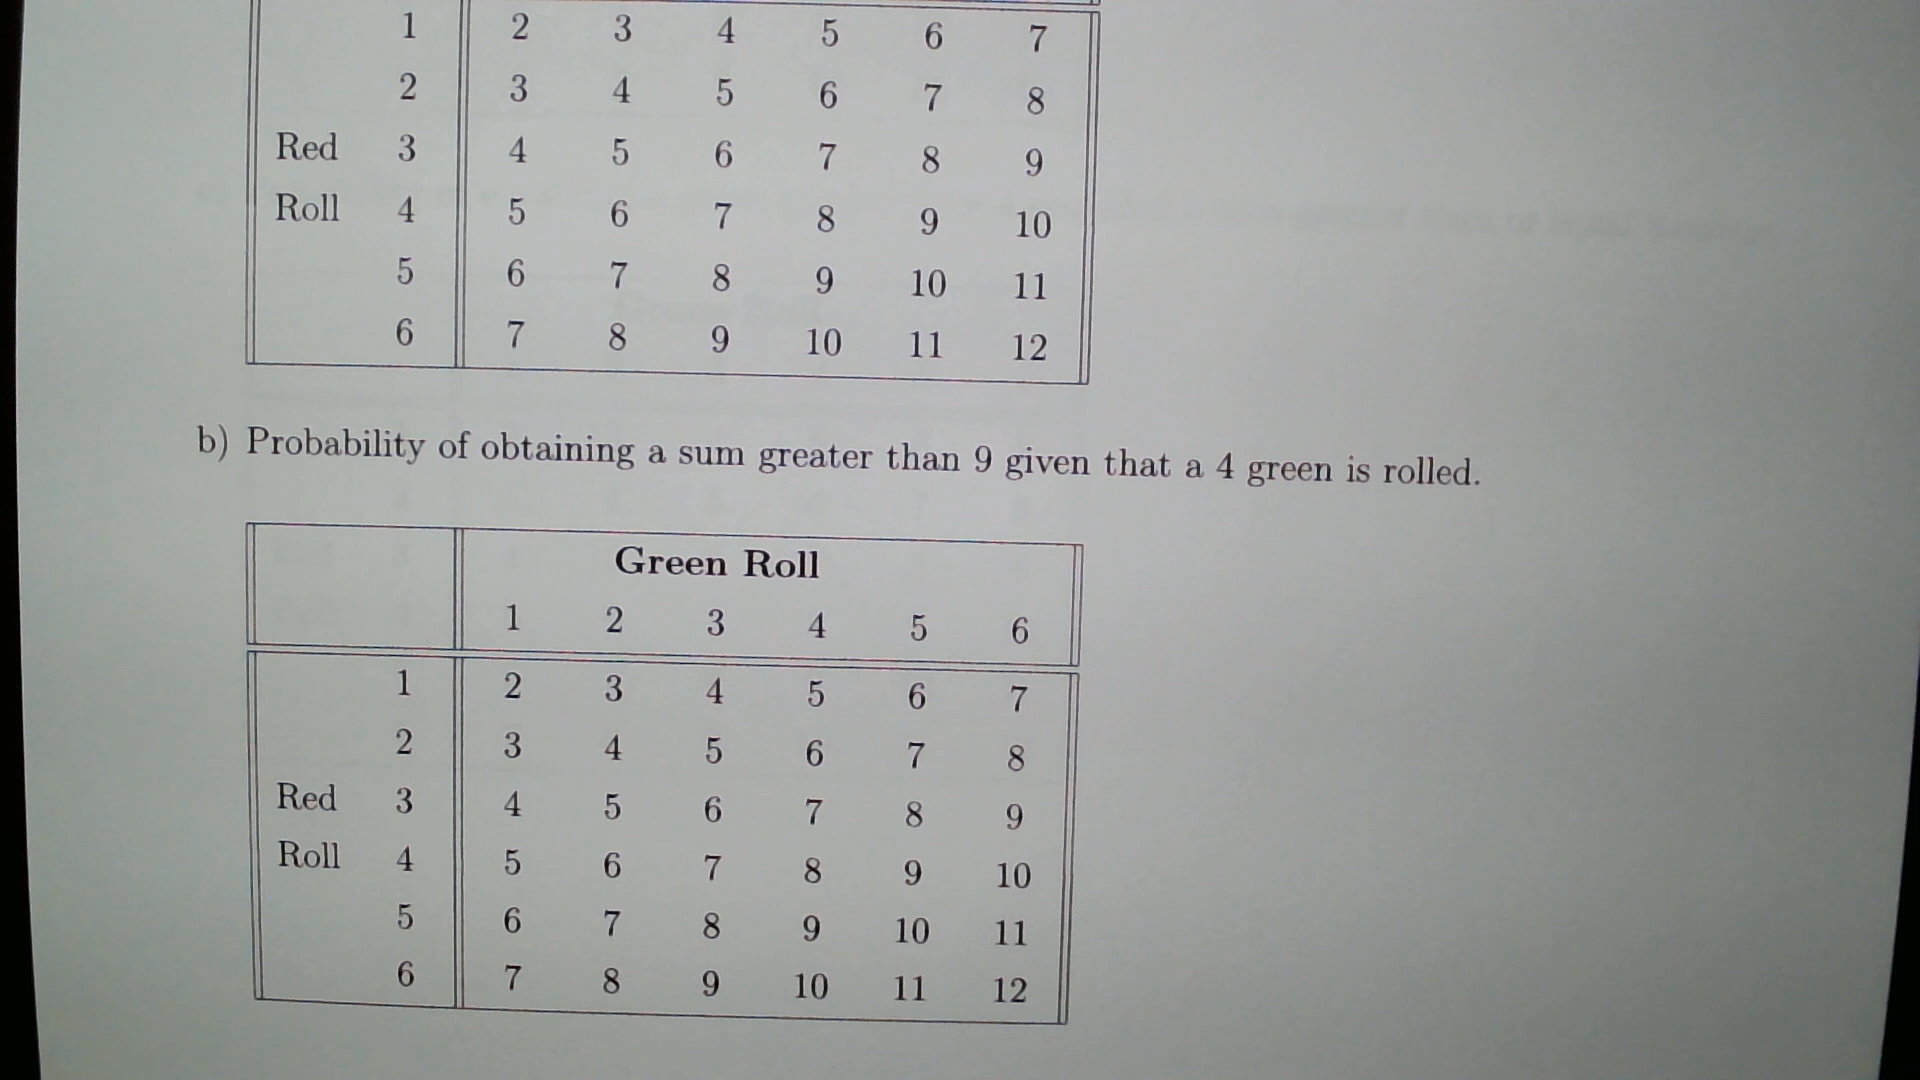 1 2 3 4 5 6 7
2 3 4 5 6 7 8
Red 3 4 5 6 7 8 9
Roll 4 5 6 7 8 9 10
5 6 7 8 9 10 11
6 7 8 9 10 11 12
b) Probability of obtaining a sum greater than 9 given that a 4 green is rolled.
Green Roll
1 2 3 4 5 6
1 2 3 4 5 6 7
2 3 4 5 6 7 8
Red 3 4 5 6 7 8 9
Roll 4 5 6 7 8 9 10
5 6 7 8 9 10 11
6 7 8 9 10 11 12